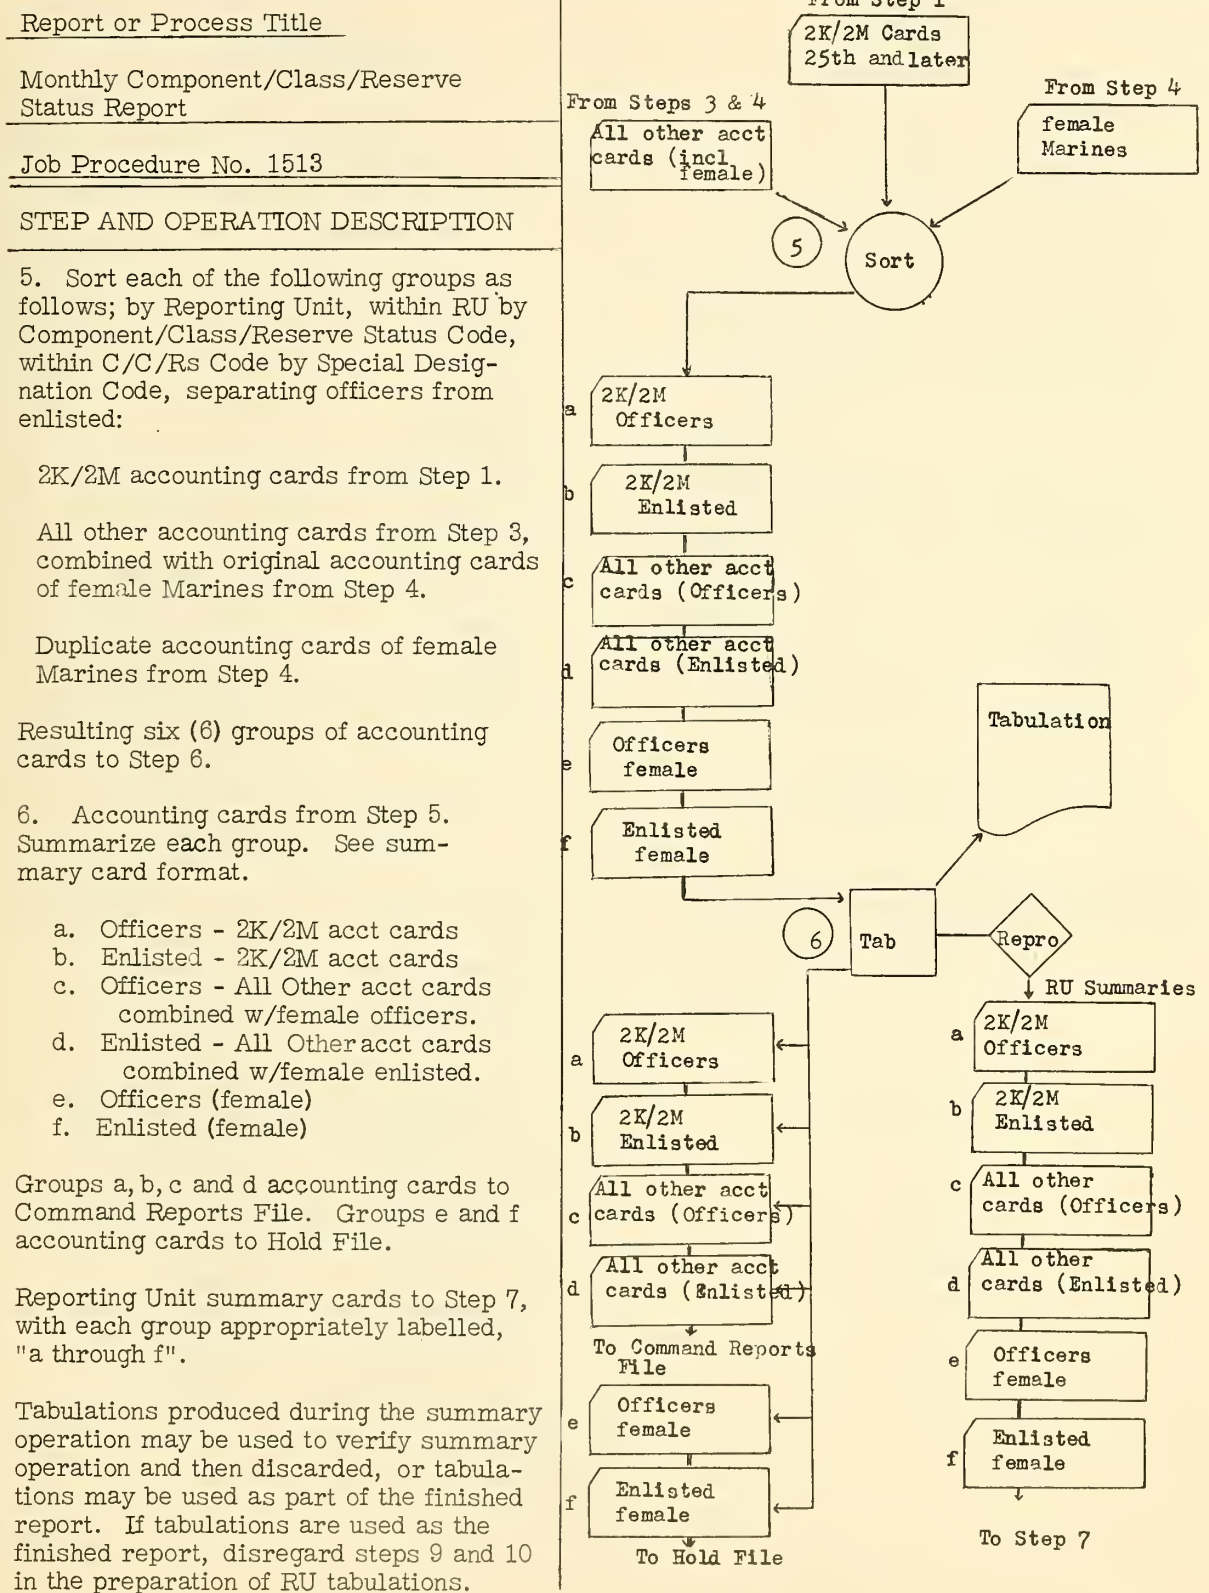 Report or Process Title
Monthly Component/Class/Reserve
Status Report
Job Procedure No. 1513
STEP AND OPERATION DESCRIPTION
5. Sort each of the following groups as
follows; by Reporting Unit, within RU by
Component/Class/Reserve Status Code,
within C/C/Rs Code by Special Desig-
nation Code, separating officers from
enlisted:
2K/2M accounting cards from Step 1.
All other accounting cards from Step 3,
combined with original accounting cards
of female Marines from Step 4.
Duplicate accounting cards of female
Marines from Step 4.
Resulting six (6) groups of accounting
cards to Step 6.
6. Accounting cards from Step 5.
Summarize each group. See sum-
mary card format.
a. Officers - 2K/2M acct cards
b. Enlisted - 2K/2M acct cards
c. Officers - All Other acct cards
combined w/female officers.
d. Enlisted - All Other acct cards
combined w/female enlisted.
e. Officers (female)
f. Enlisted (female)
Groups a, b, c and d accounting cards to
Command Reports File. Groups e and f
accounting cards to Hold File.
Reporting Unit summary cards to Step 7,
with each group appropriately labelled,
"a through f".
Tabulations produced during the summary
operation may be used to verify summary
operation and then discarded, or tabula-
tions may be used as part of the finished
report. If tabulations are used as the
finished report, disregard steps 9 and 10
in the preparation of RU tabulations.
From Step 1
2K/2M Cards
25th and later
From Steps 3 & 4
All other acct
cards (incl
female)
From Step 4
female
Marines
5
Sort
a
2K/2M
Officers
b
2K/2M
Enlisted
c
All other acct
cards (Officers)
d
All other acct
cards (Enlisted)
e
Officers
female
f
Enlisted
female
Tabulation
6
Tab
Repro
RU Summaries
a
2K/2M
Officers
b
2K/2M
Enlisted
c
All other acct
cards (Officers)
d
All other acct
cards (Enlisted)
To Command Reports
File
e
Officers
female
f
Enlisted
female
To Hold File
a
2K/2M
Officers
b
2K/2M
Enlisted
c
All other
cards (Officers)
d
All other
cards (Enlisted)
e
Officers
female
f
Enlisted
female
To Step 7